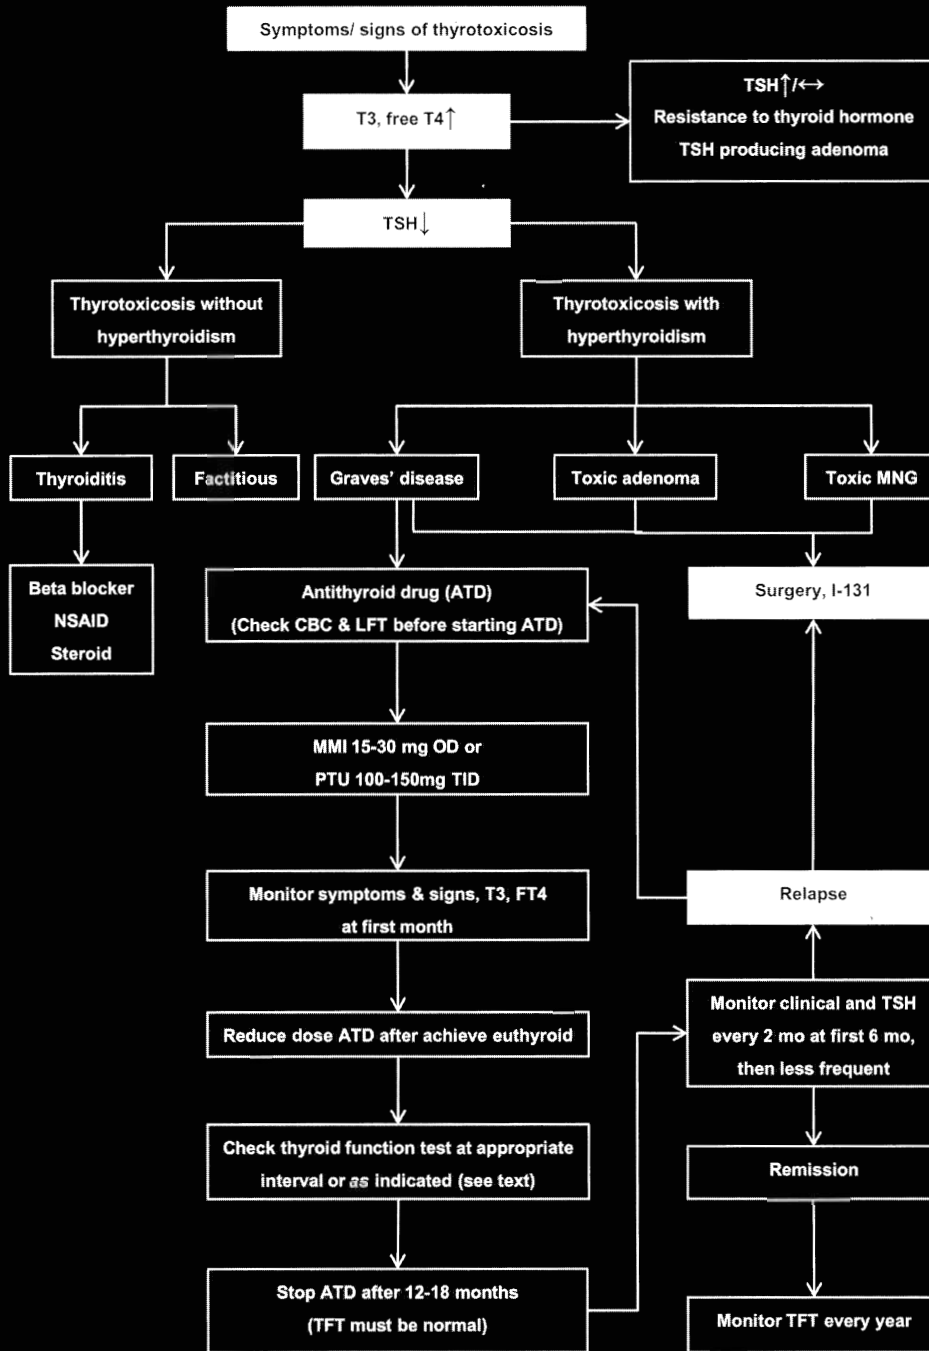 Symptoms/ signs of thyrotoxicosis
T3, free T4↑
TSH↑/↔
Resistance to thyroid hormone
TSH producing adenoma
TSH↓
Thyrotoxicosis without
hyperthyroidism
Thyrotoxicosis with
hyperthyroidism
Thyroiditis
Factitious
Graves' disease
Toxic adenoma
Toxic MNG
Beta blocker
NSAID
Steroid
Antithyroid drug (ATD)
(Check CBC & LFT before starting ATD)
Surgery, I-131
MMI 15-30 mg OD or
PTU 100-150mg TID
Monitor symptoms & signs, T3, FT4
at first month
Relapse
Reduce dose ATD after achieve euthyroid
Monitor clinical and TSH
every 2 mo at first 6 mo,
then less frequent
Check thyroid function test at appropriate
interval or as indicated (see text)
Remission
Stop ATD after 12-18 months
(TFT must be normal)
Monitor TFT every year